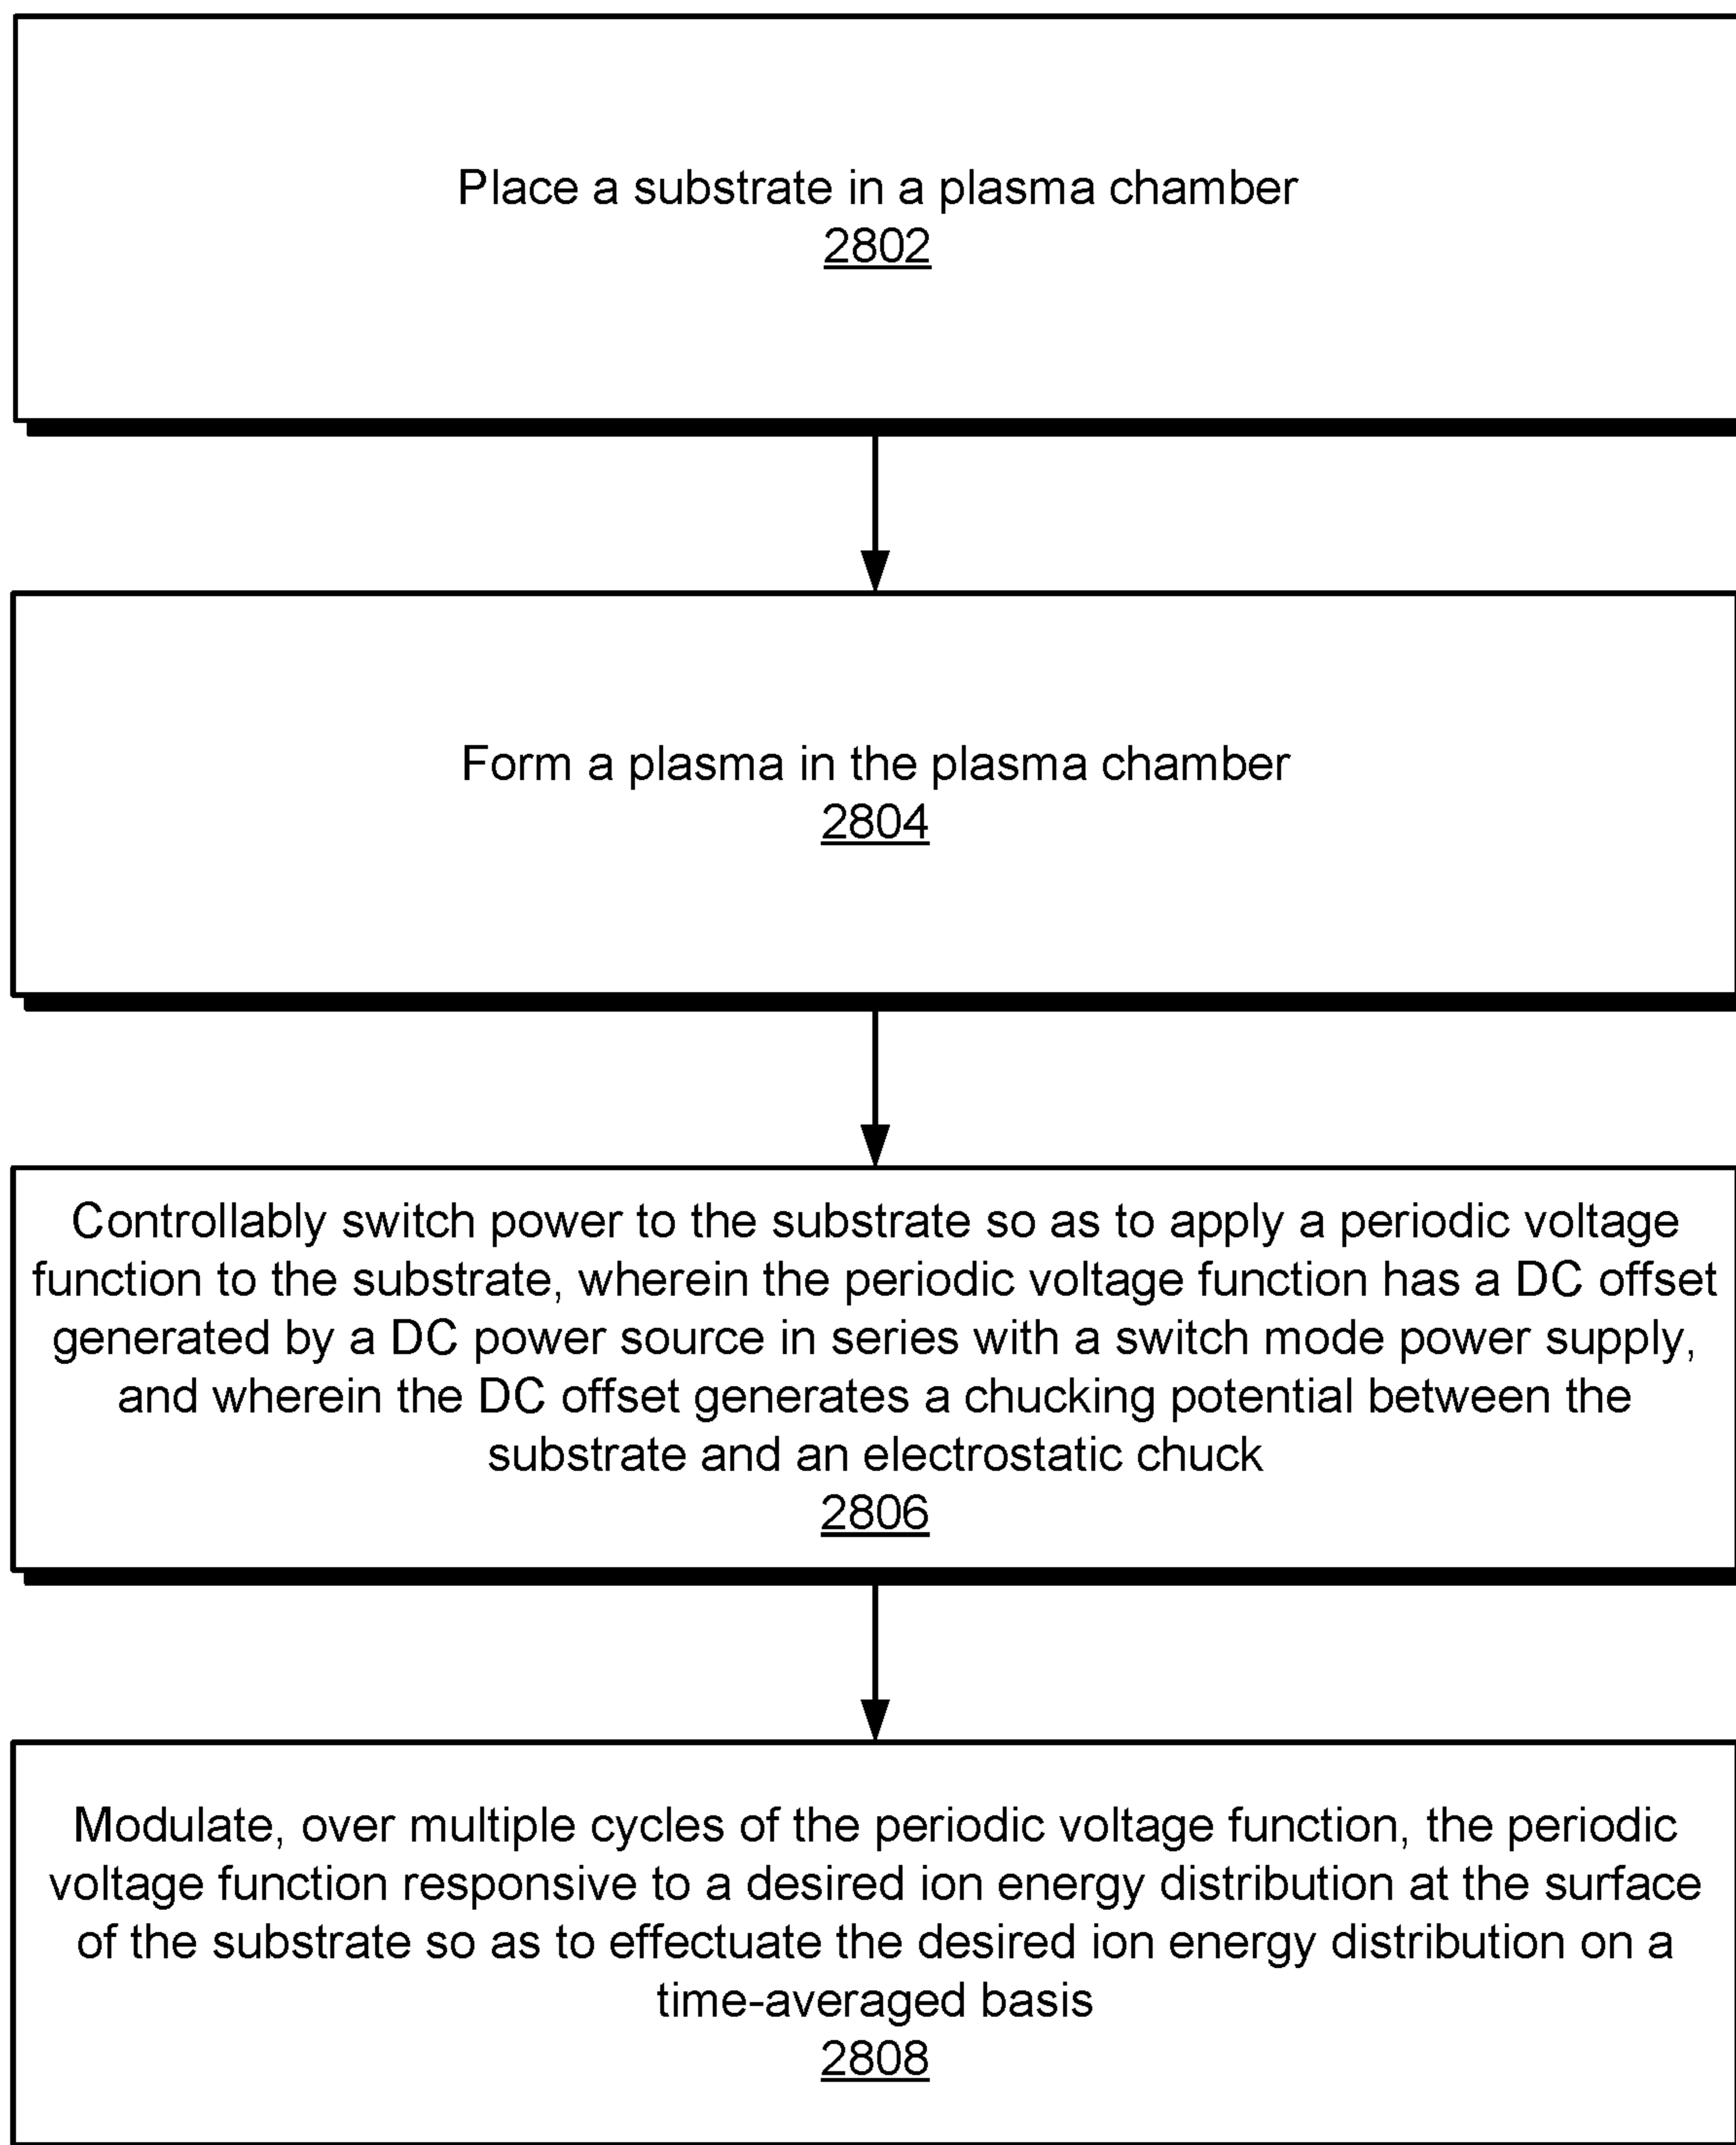 Place a substrate in a plasma chamber
2802
Form a plasma in the plasma chamber
2804
Controllably switch power to the substrate so as to apply a periodic voltage
function to the substrate, wherein the periodic voltage function has a DC offset
generated by a DC power source in series with a switch mode power supply,
and wherein the DC offset generates a chucking potential between the
substrate and an electrostatic chuck
2806
Modulate, over multiple cycles of the periodic voltage function, the periodic
voltage function responsive to a desired ion energy distribution at the surface
of the substrate so as to effectuate the desired ion energy distribution on a
time-averaged basis
2808